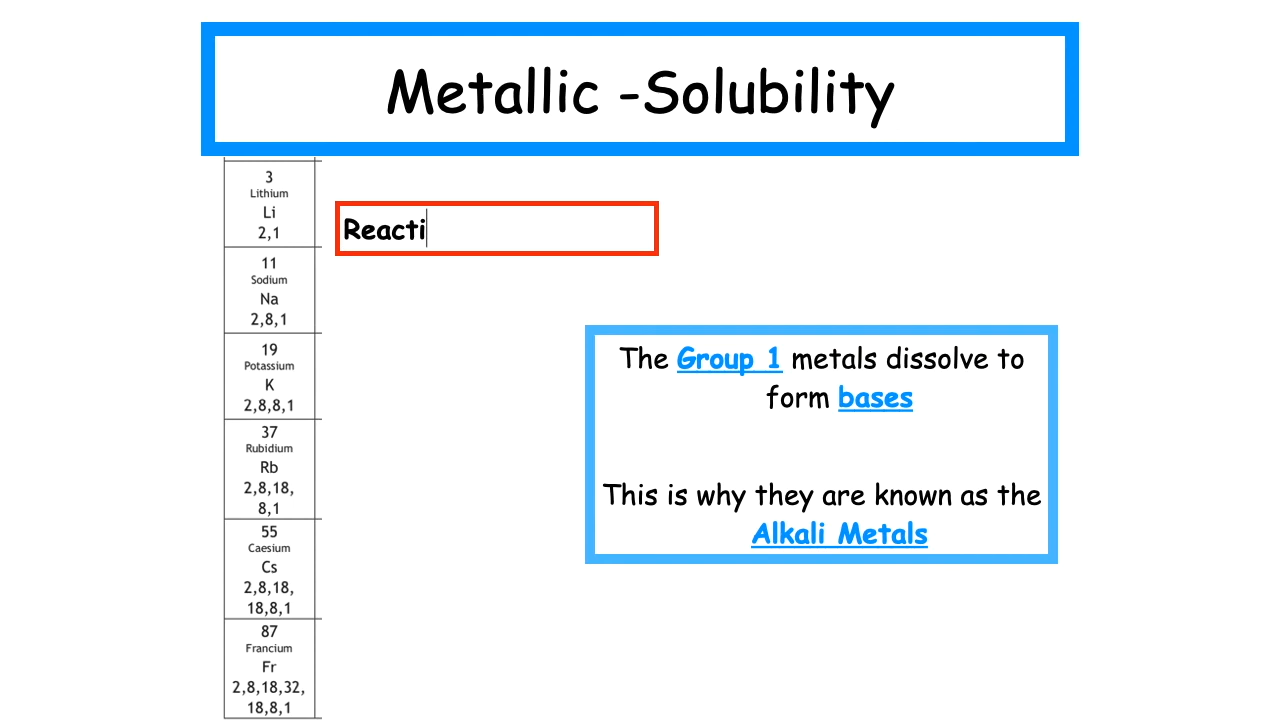 Metallic -Solubility
3
Lithium
Li
2,1
11
Sodium
Na
2,8,1
19
Potassium
K
2,8,8,1
37
Rubidium
Rb
2,8,18,
8,1
55
Caesium
Cs
2,8,18,
18,8,1
87
Francium
Fr
2,8,18,32,
18,8,1
Reacti
The Group 1 metals dissolve to
form bases
This is why they are known as the
Alkali Metals